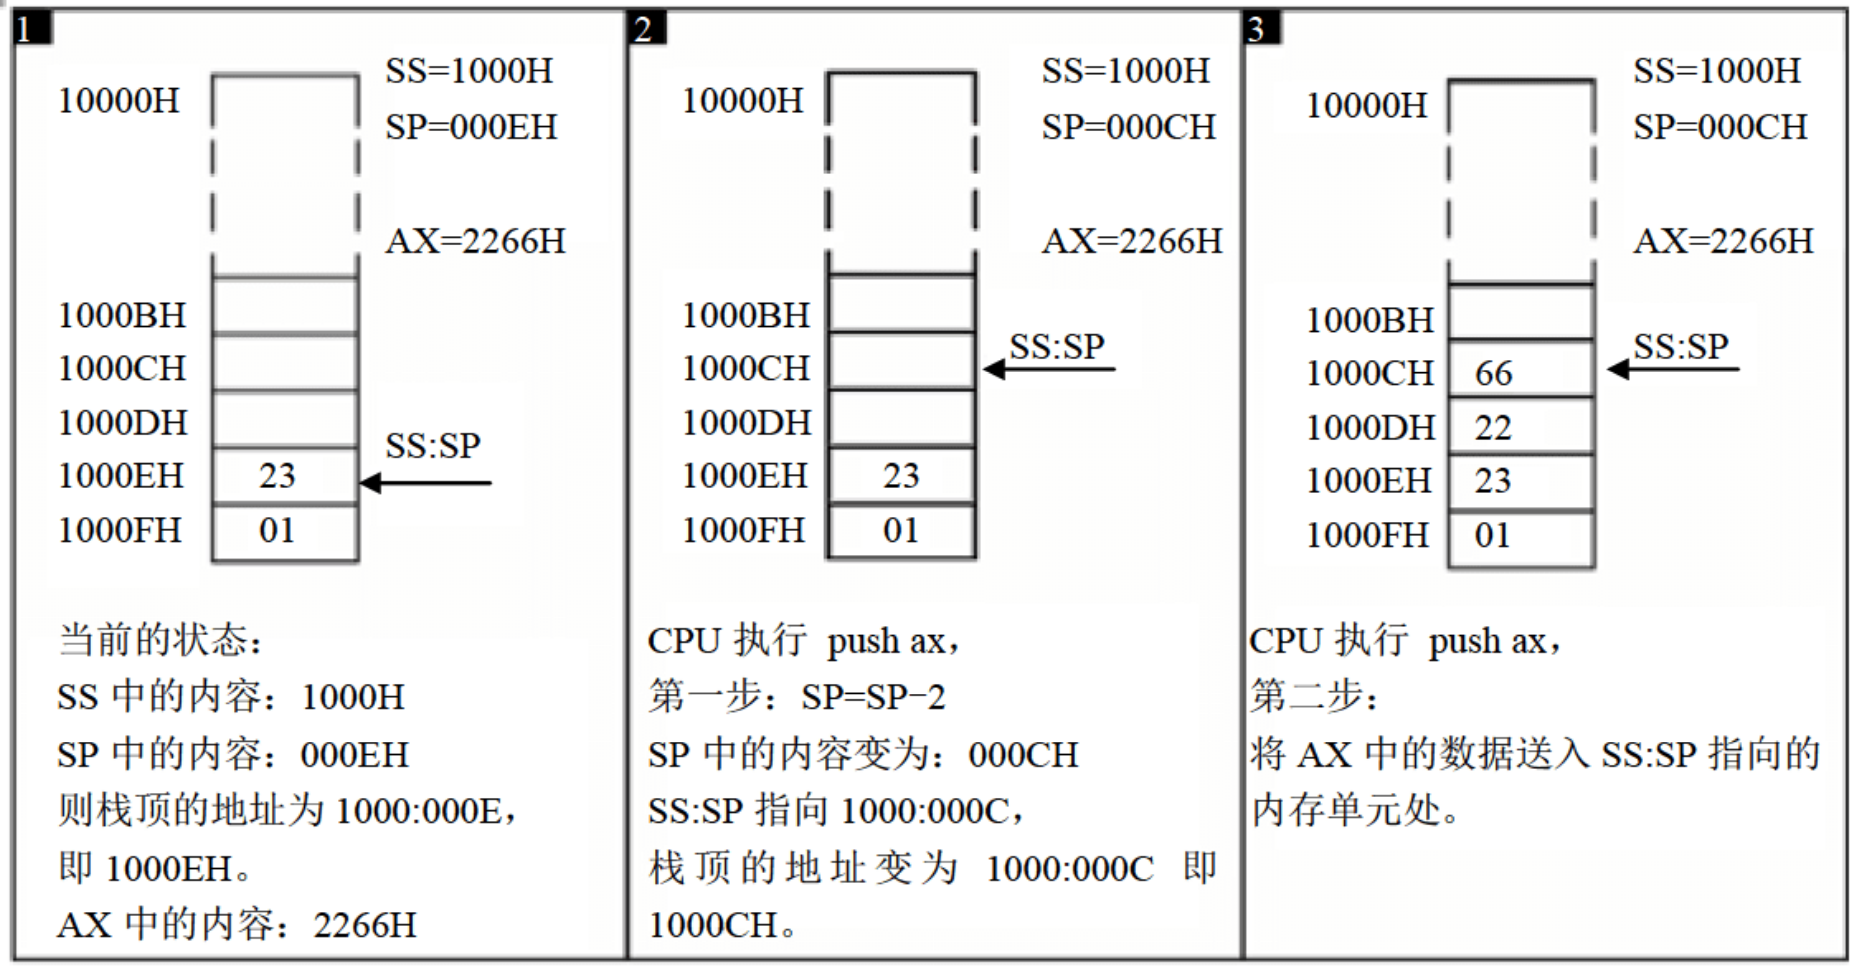 1
10000H
SS=1000H
SP=000EH
AX=2266H
1000BH
1000CH
1000DH
SS:SP
1000EH 23
1000FH 01
当前的状态：
SS 中的内容：1000H
SP 中的内容：000EH
则栈顶的地址为 1000:000E，
即 1000EH。
AX 中的内容：2266H
2
10000H
SS=1000H
SP=000CH
AX=2266H
1000BH
SS:SP
1000CH
1000DH
1000EH 23
1000FH 01
CPU 执行 push ax，
第一步：SP=SP−2
SP 中的内容变为：000CH
SS:SP 指向 1000:000C，
栈顶的地址变为 1000:000C 即
1000CH。
3
10000H
SS=1000H
SP=000CH
AX=2266H
1000BH
SS:SP
1000CH 66
1000DH 22
1000EH 23
1000FH 01
CPU 执行 push ax，
第二步：
将 AX 中的数据送入 SS:SP 指向的
内存单元处。